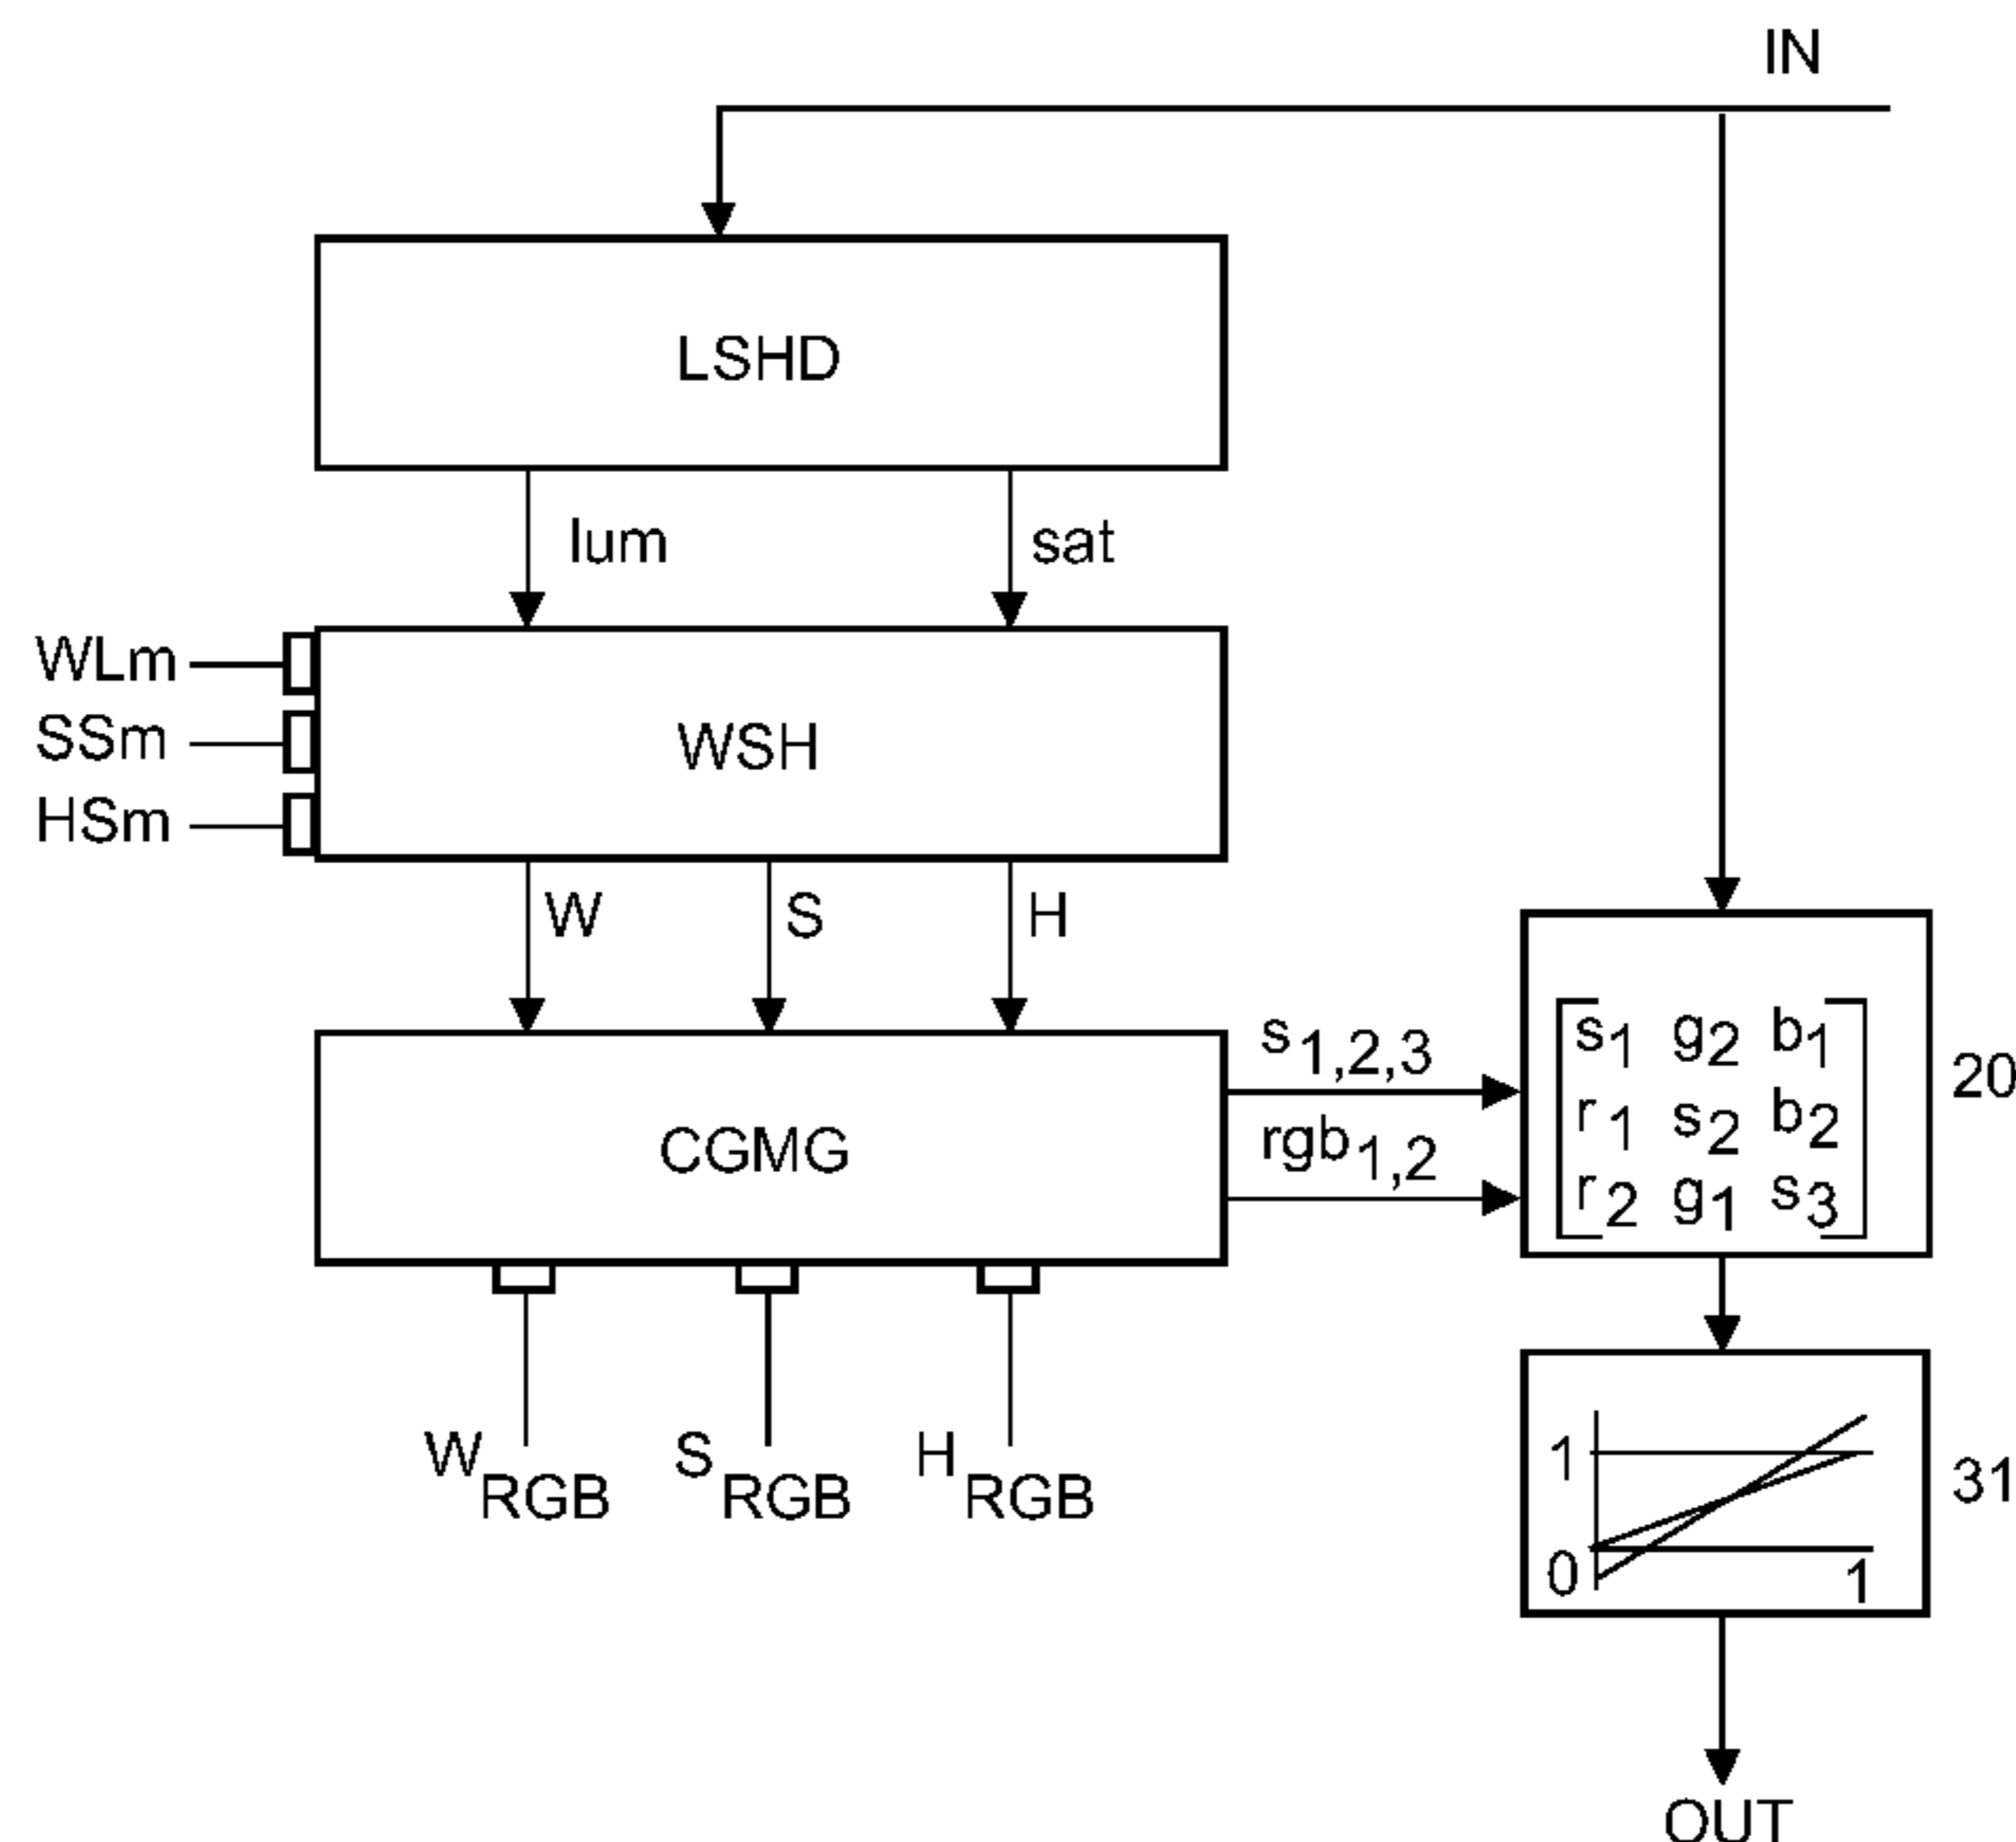 IN
LSHD
lum sat
WLm
SSm
HSm
WSH
W S H
CGMG
s1,2,3
rgb1,2
s1 g2 b1
r1 s2 b2
r2 g1 s3
20
WRGB SRGB HRGB
1
0 1
31
OUT